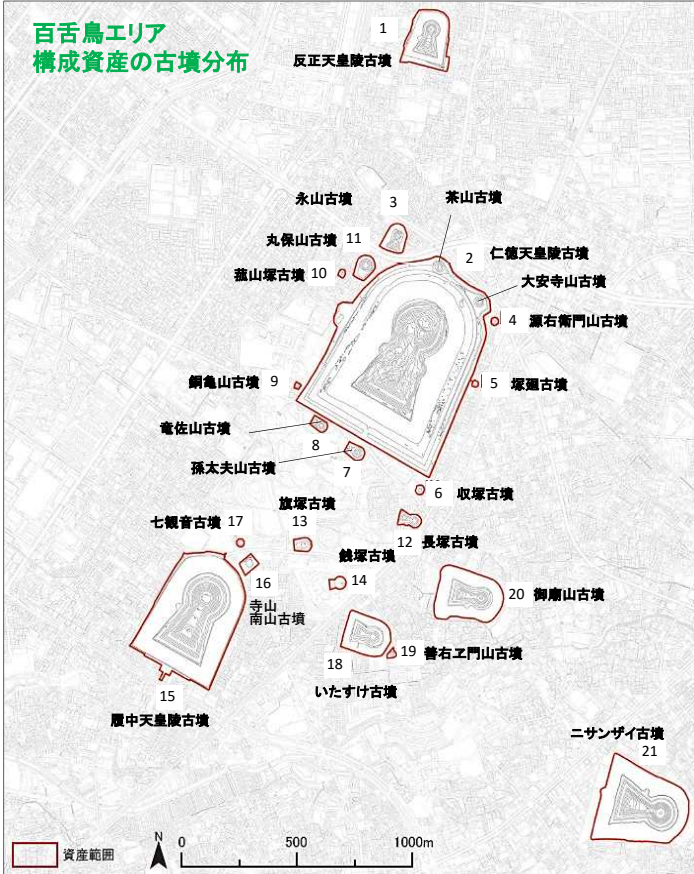 百舌鳥エリア
構成資産の古墳分布
1
反正天皇陵古墳
永山古墳
3
茶山古墳
丸保山古墳
11
2
仁徳天皇陵古墳
菰山塚古墳
10
大安寺山古墳
4
源右衛門山古墳
銅亀山古墳
9
5
塚廻古墳
竜佐山古墳
8
孫太夫山古墳
7
6
収塚古墳
旗塚古墳
七観音古墳
17
13
12
長塚古墳
銭塚古墳
14
16
寺山
南山古墳
20
御廟山古墳
18
19
善右ヱ門山古墳
いたすけ古墳
15
履中天皇陵古墳
ニサンザイ古墳
21
資産範囲
N
0
500
1000m